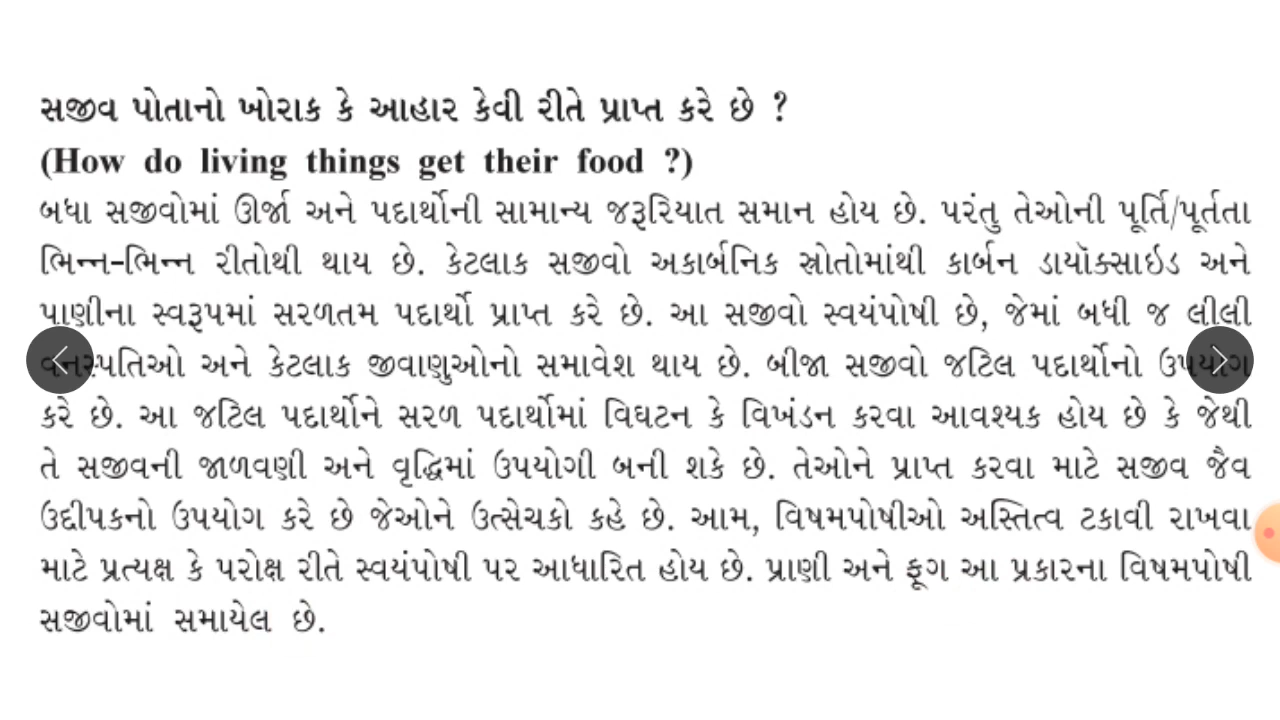 સજીવ પોતાનો ખોરાક કે આહાર કેવી રીતે પ્રાપ્ત કરે છે ?
(How do living things get their food ?)
બધા સજીવોમાં ઊર્જા અને પદાર્થોની સામાન્ય જરૂરિયાત સમાન હોય છે. પરંતુ તેઓની પૂર્તિ/પૂર્તતા
ભિન્ન-ભિન્ન રીતોથી થાય છે. કેટલાક સજીવો અકાર્બનિક સ્રોતોમાંથી કાર્બન ડાયૉક્સાઇડ અને
પાણીના સ્વરૂપમાં સરળતમ પદાર્થો પ્રાપ્ત કરે છે. આ સજીવો સ્વયંપોષી છે, જેમાં બધી જ લીલી
વનસ્પતિઓ અને કેટલાક જીવાણુઓનો સમાવેશ થાય છે. બીજા સજીવો જટિલ પદાર્થોનો ઉપયોગ
કરે છે. આ જટિલ પદાર્થોને સરળ પદાર્થોમાં વિઘટન કે વિખંડન કરવા આવશ્યક હોય છે કે જેથી
તે સજીવની જાળવણી અને વૃદ્ધિમાં ઉપયોગી બની શકે છે. તેઓને પ્રાપ્ત કરવા માટે સજીવ જૈવ
ઉદ્દીપકનો ઉપયોગ કરે છે જેઓને ઉત્સેચકો કહે છે. આમ, વિષમપોષીઓ અસ્તિત્વ ટકાવી રાખવા
માટે પ્રત્યક્ષ કે પરોક્ષ રીતે સ્વયંપોષી પર આધારિત હોય છે. પ્રાણી અને ફૂગ આ પ્રકારના વિષમપોષી
સજીવોમાં સમાયેલ છે.